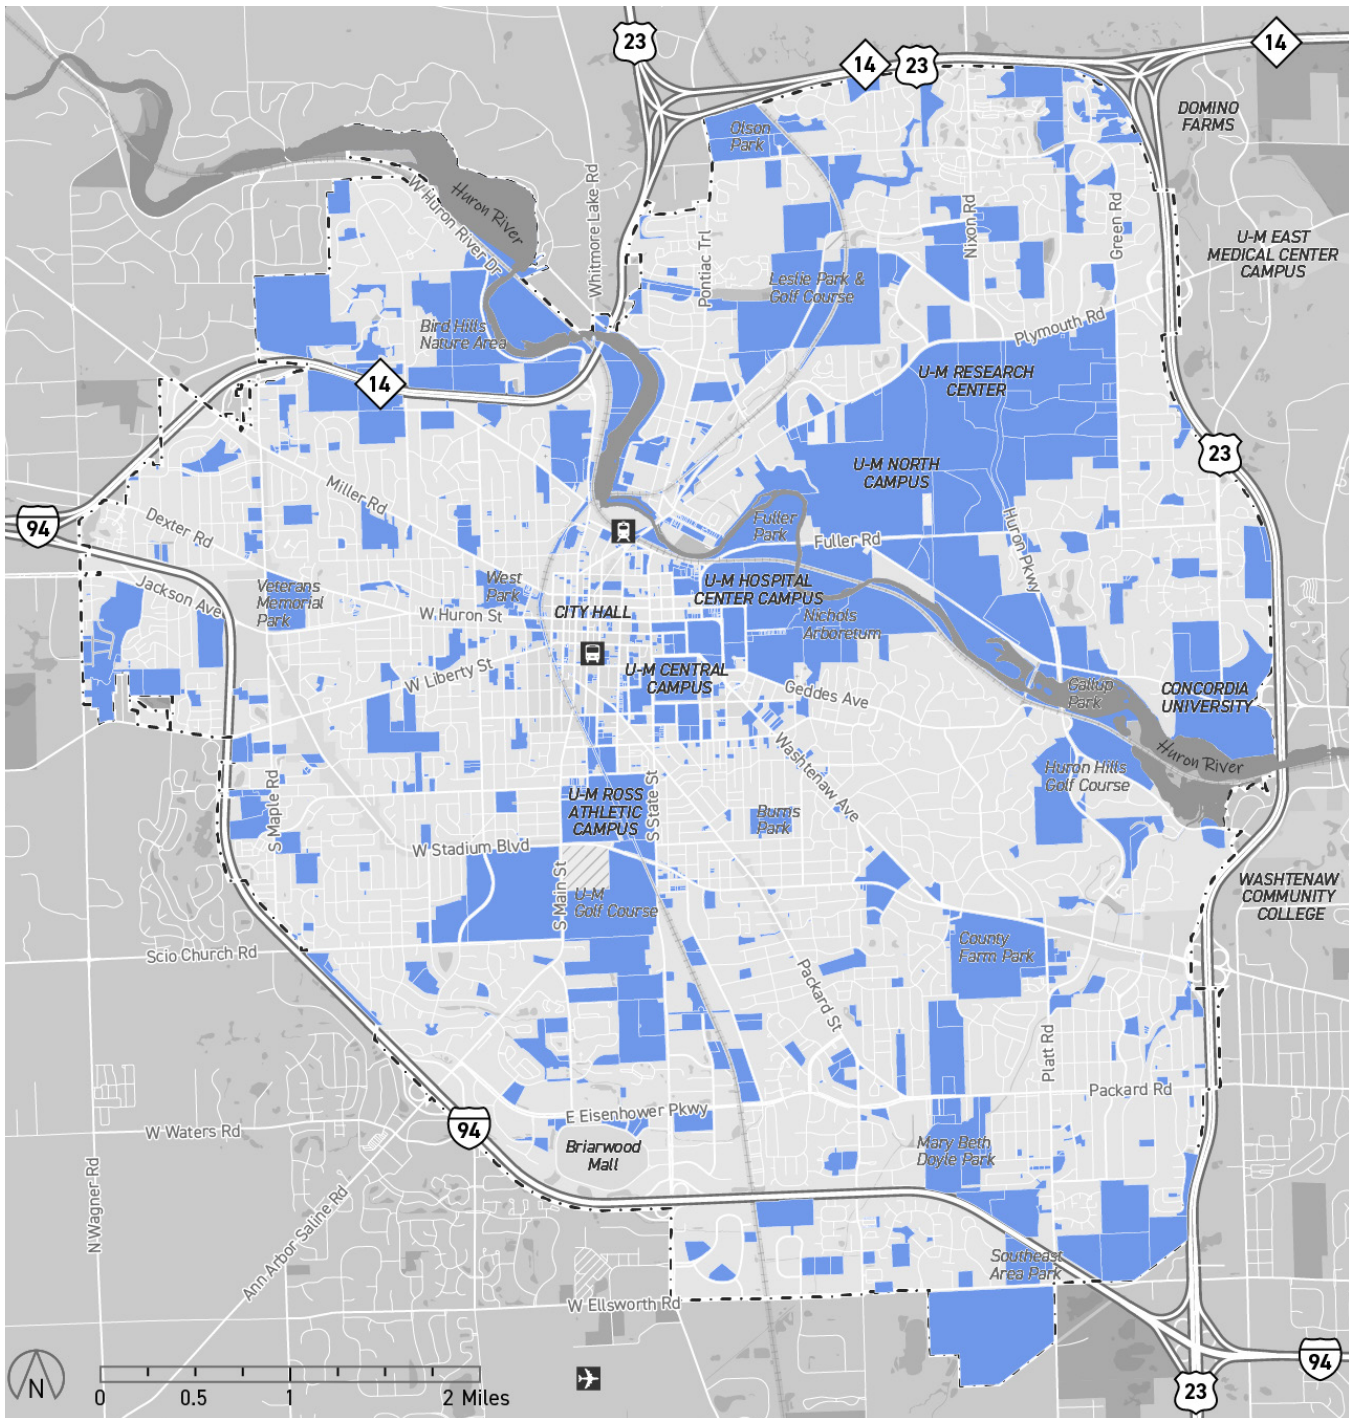 23
14
23
14
DOMINO
FARMS
Olson
Park
Huron River
W Huron River Dr
Whitmore Lake Rd
Pontiac Trl
Nixon Rd
Green Rd
U-M EAST
MEDICAL CENTER
CAMPUS
Leslie Park &
Golf Course
Bird Hills
Nature Area
Plymouth Rd
14
U-M RESEARCH
CENTER
23
U-M NORTH
CAMPUS
Miller Rd
94
Dexter Rd
Fuller
Park
Fuller Rd
Huron Pkwy
Jackson Ave
Veterans
Memorial
Park
West
Park
U-M HOSPITAL
CENTER CAMPUS
W Huron St
CITY HALL
Nichols
Arboretum
W Liberty St
U-M CENTRAL
CAMPUS
Geddes Ave
Gallup
Park
CONCORDIA
UNIVERSITY
Washtenaw Ave
Huron River
Huron Hills
Golf Course
S Maple Rd
U-M ROSS
ATHLETIC
CAMPUS
S State St
Burns
Park
W Stadium Blvd
S Main St
U-M
Golf Course
WASHTENAW
COMMUNITY
COLLEGE
Scio Church Rd
County
Farm Park
Packard St
Platt Rd
Packard Rd
E Eisenhower Pkwy
94
W Waters Rd
Briarwood
Mall
Mary Beth
Doyle Park
N Wagner Rd
Ann Arbor Saline Rd
Southeast
Area Park
W Ellsworth Rd
N
0 0.5 1 2 Miles
94
23